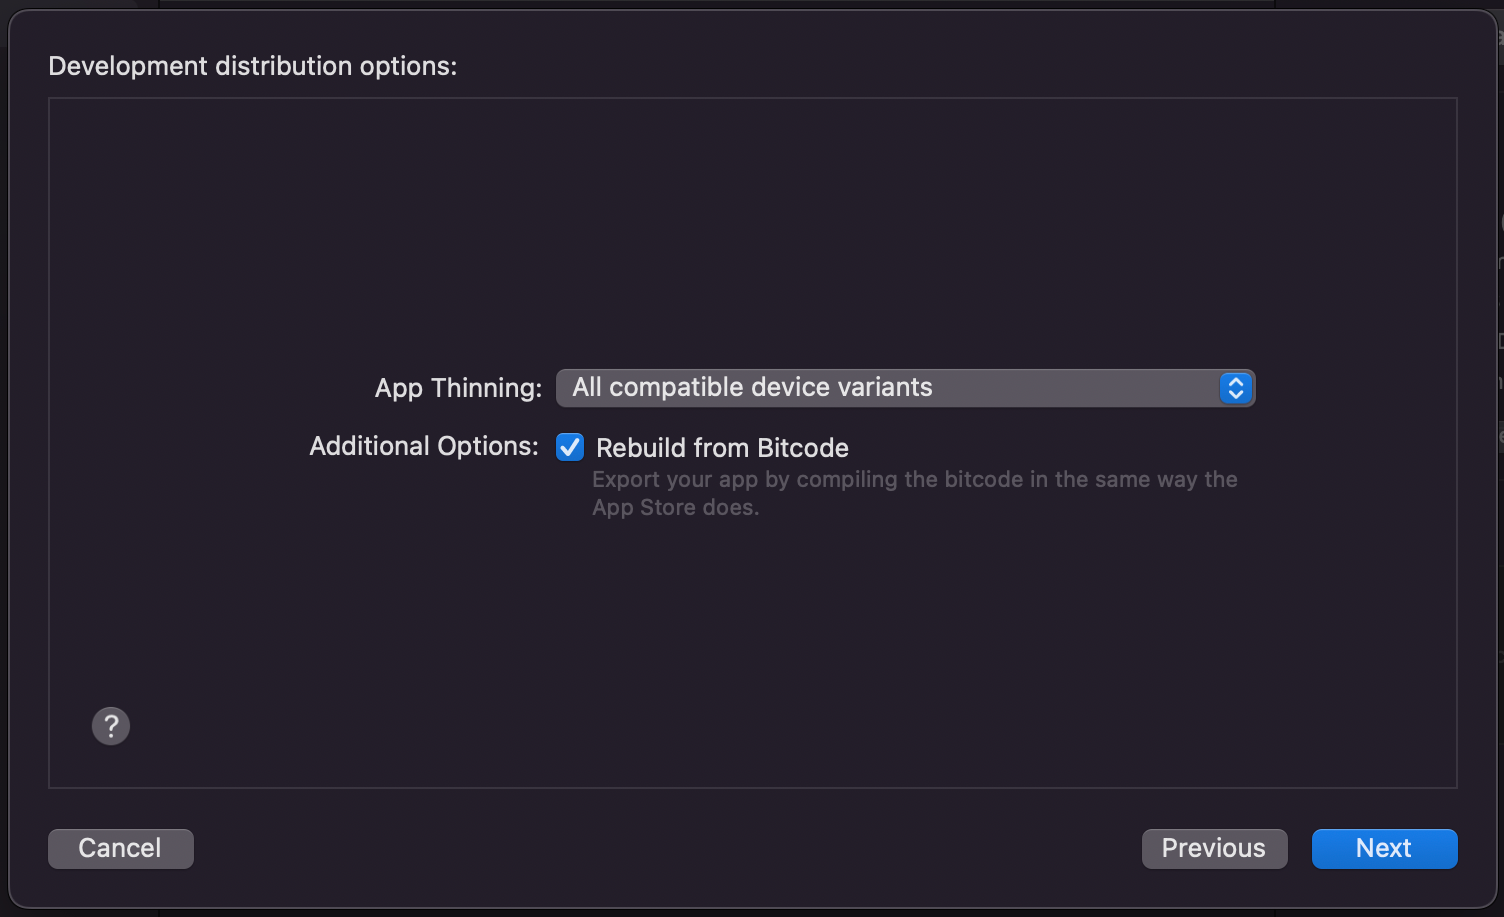 Development distribution options:
App Thinning: All compatible device variants
Additional Options: Rebuild from Bitcode
Export your app by compiling the bitcode in the same way the
App Store does.
?
Cancel Previous Next